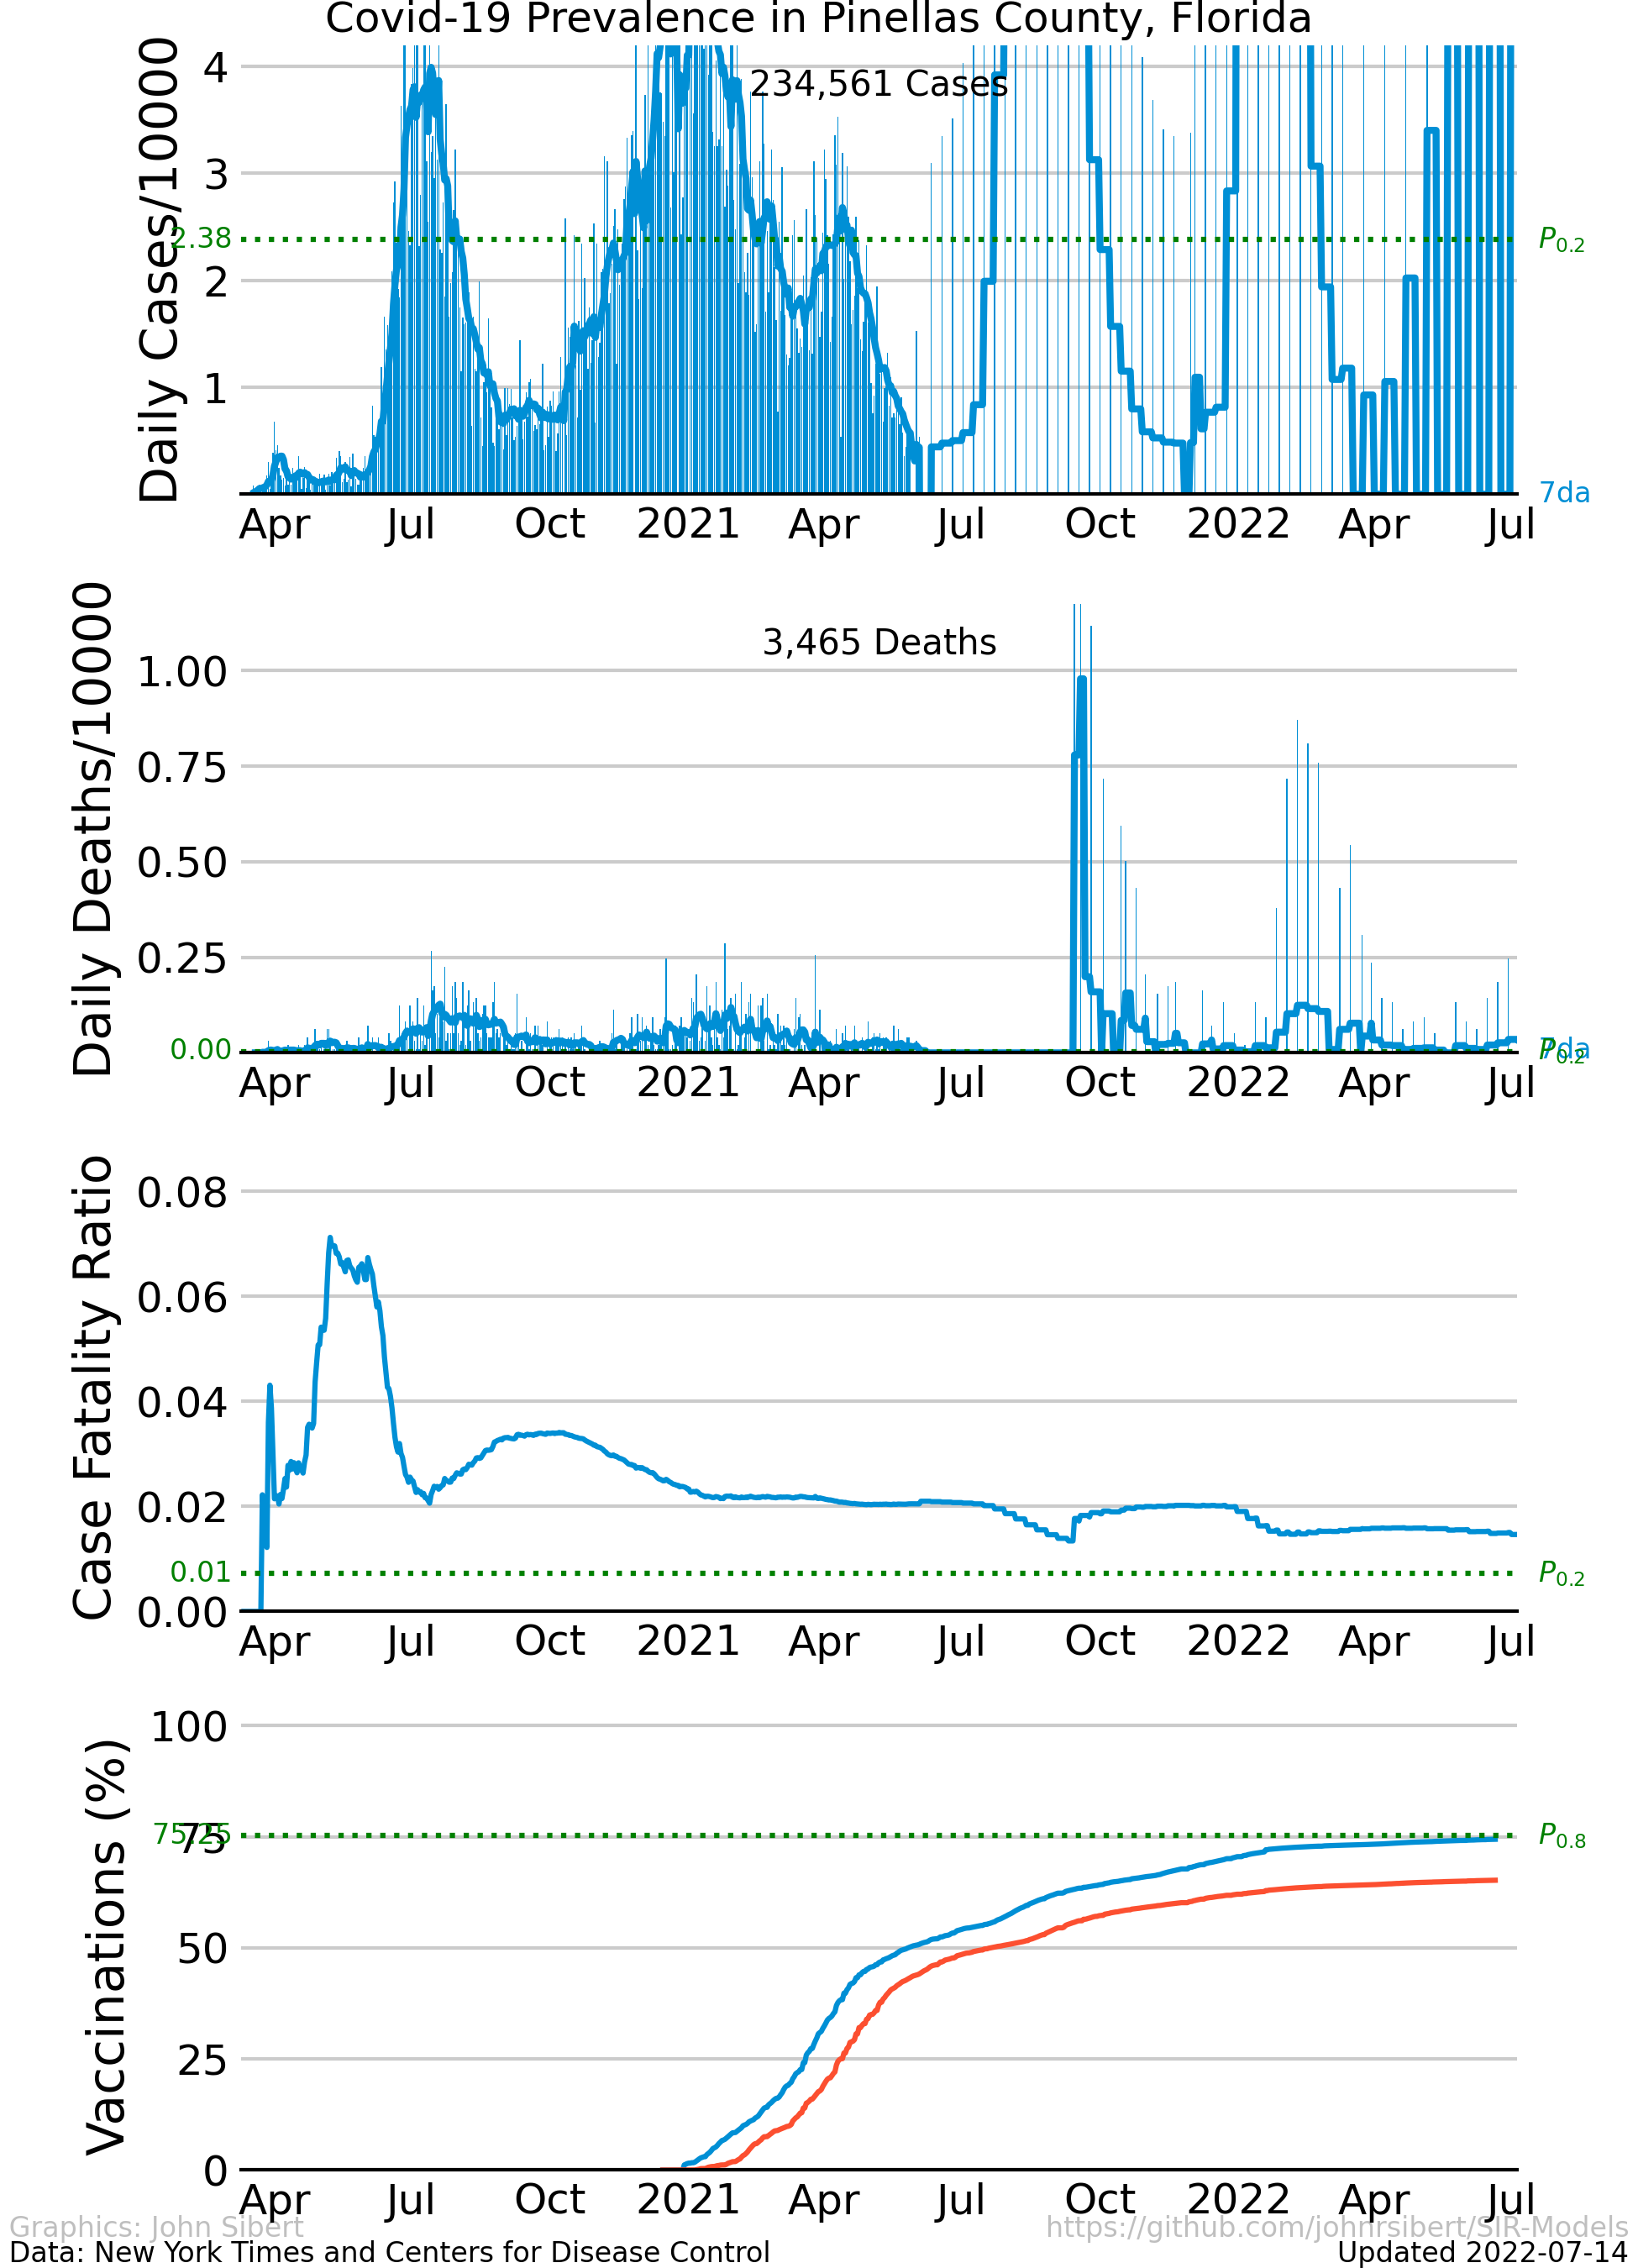 Covid-19 Prevalence in Pinellas County, Florida
Daily Cases/10000
4
3
2
1
2.38
234,561 Cases
P0.2
7da
Apr Jul Oct 2021 Apr Jul Oct 2022 Apr Jul
Daily Deaths/10000
1.00
0.75
0.50
0.25
0.00
3,465 Deaths
P0.2
7da
Apr Jul Oct 2021 Apr Jul Oct 2022 Apr Jul
Case Fatality Ratio
0.08
0.06
0.04
0.02
0.01
0.00
P0.2
Apr Jul Oct 2021 Apr Jul Oct 2022 Apr Jul
Vaccinations (%)
100
75
75.25
50
25
0
P0.8
Apr Jul Oct 2021 Apr Jul Oct 2022 Apr Jul
Graphics: John Sibert
https://github.com/johnrsibert/SIR-Models
Data: New York Times and Centers for Disease Control
Updated 2022-07-14